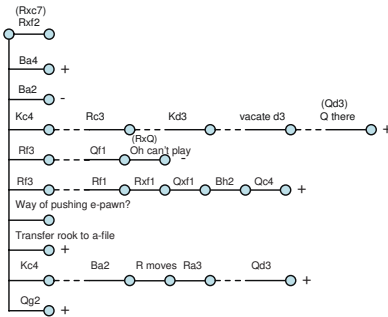 (Rxc7)
Rxf2
Ba4 +
Ba2 -
(Qd3)
Kc4 Rc3 Kd3 vacate d3 Q there +
(RxQ)
Rf3 Qf1 Oh can't play -
Rf3 Rf1 Rxf1 Qxf1 Bh2 Qc4 +
Way of pushing e-pawn?
Transfer rook to a-file +
Kc4 Ba2 R moves Ra3 Qd3 +
Qg2 +